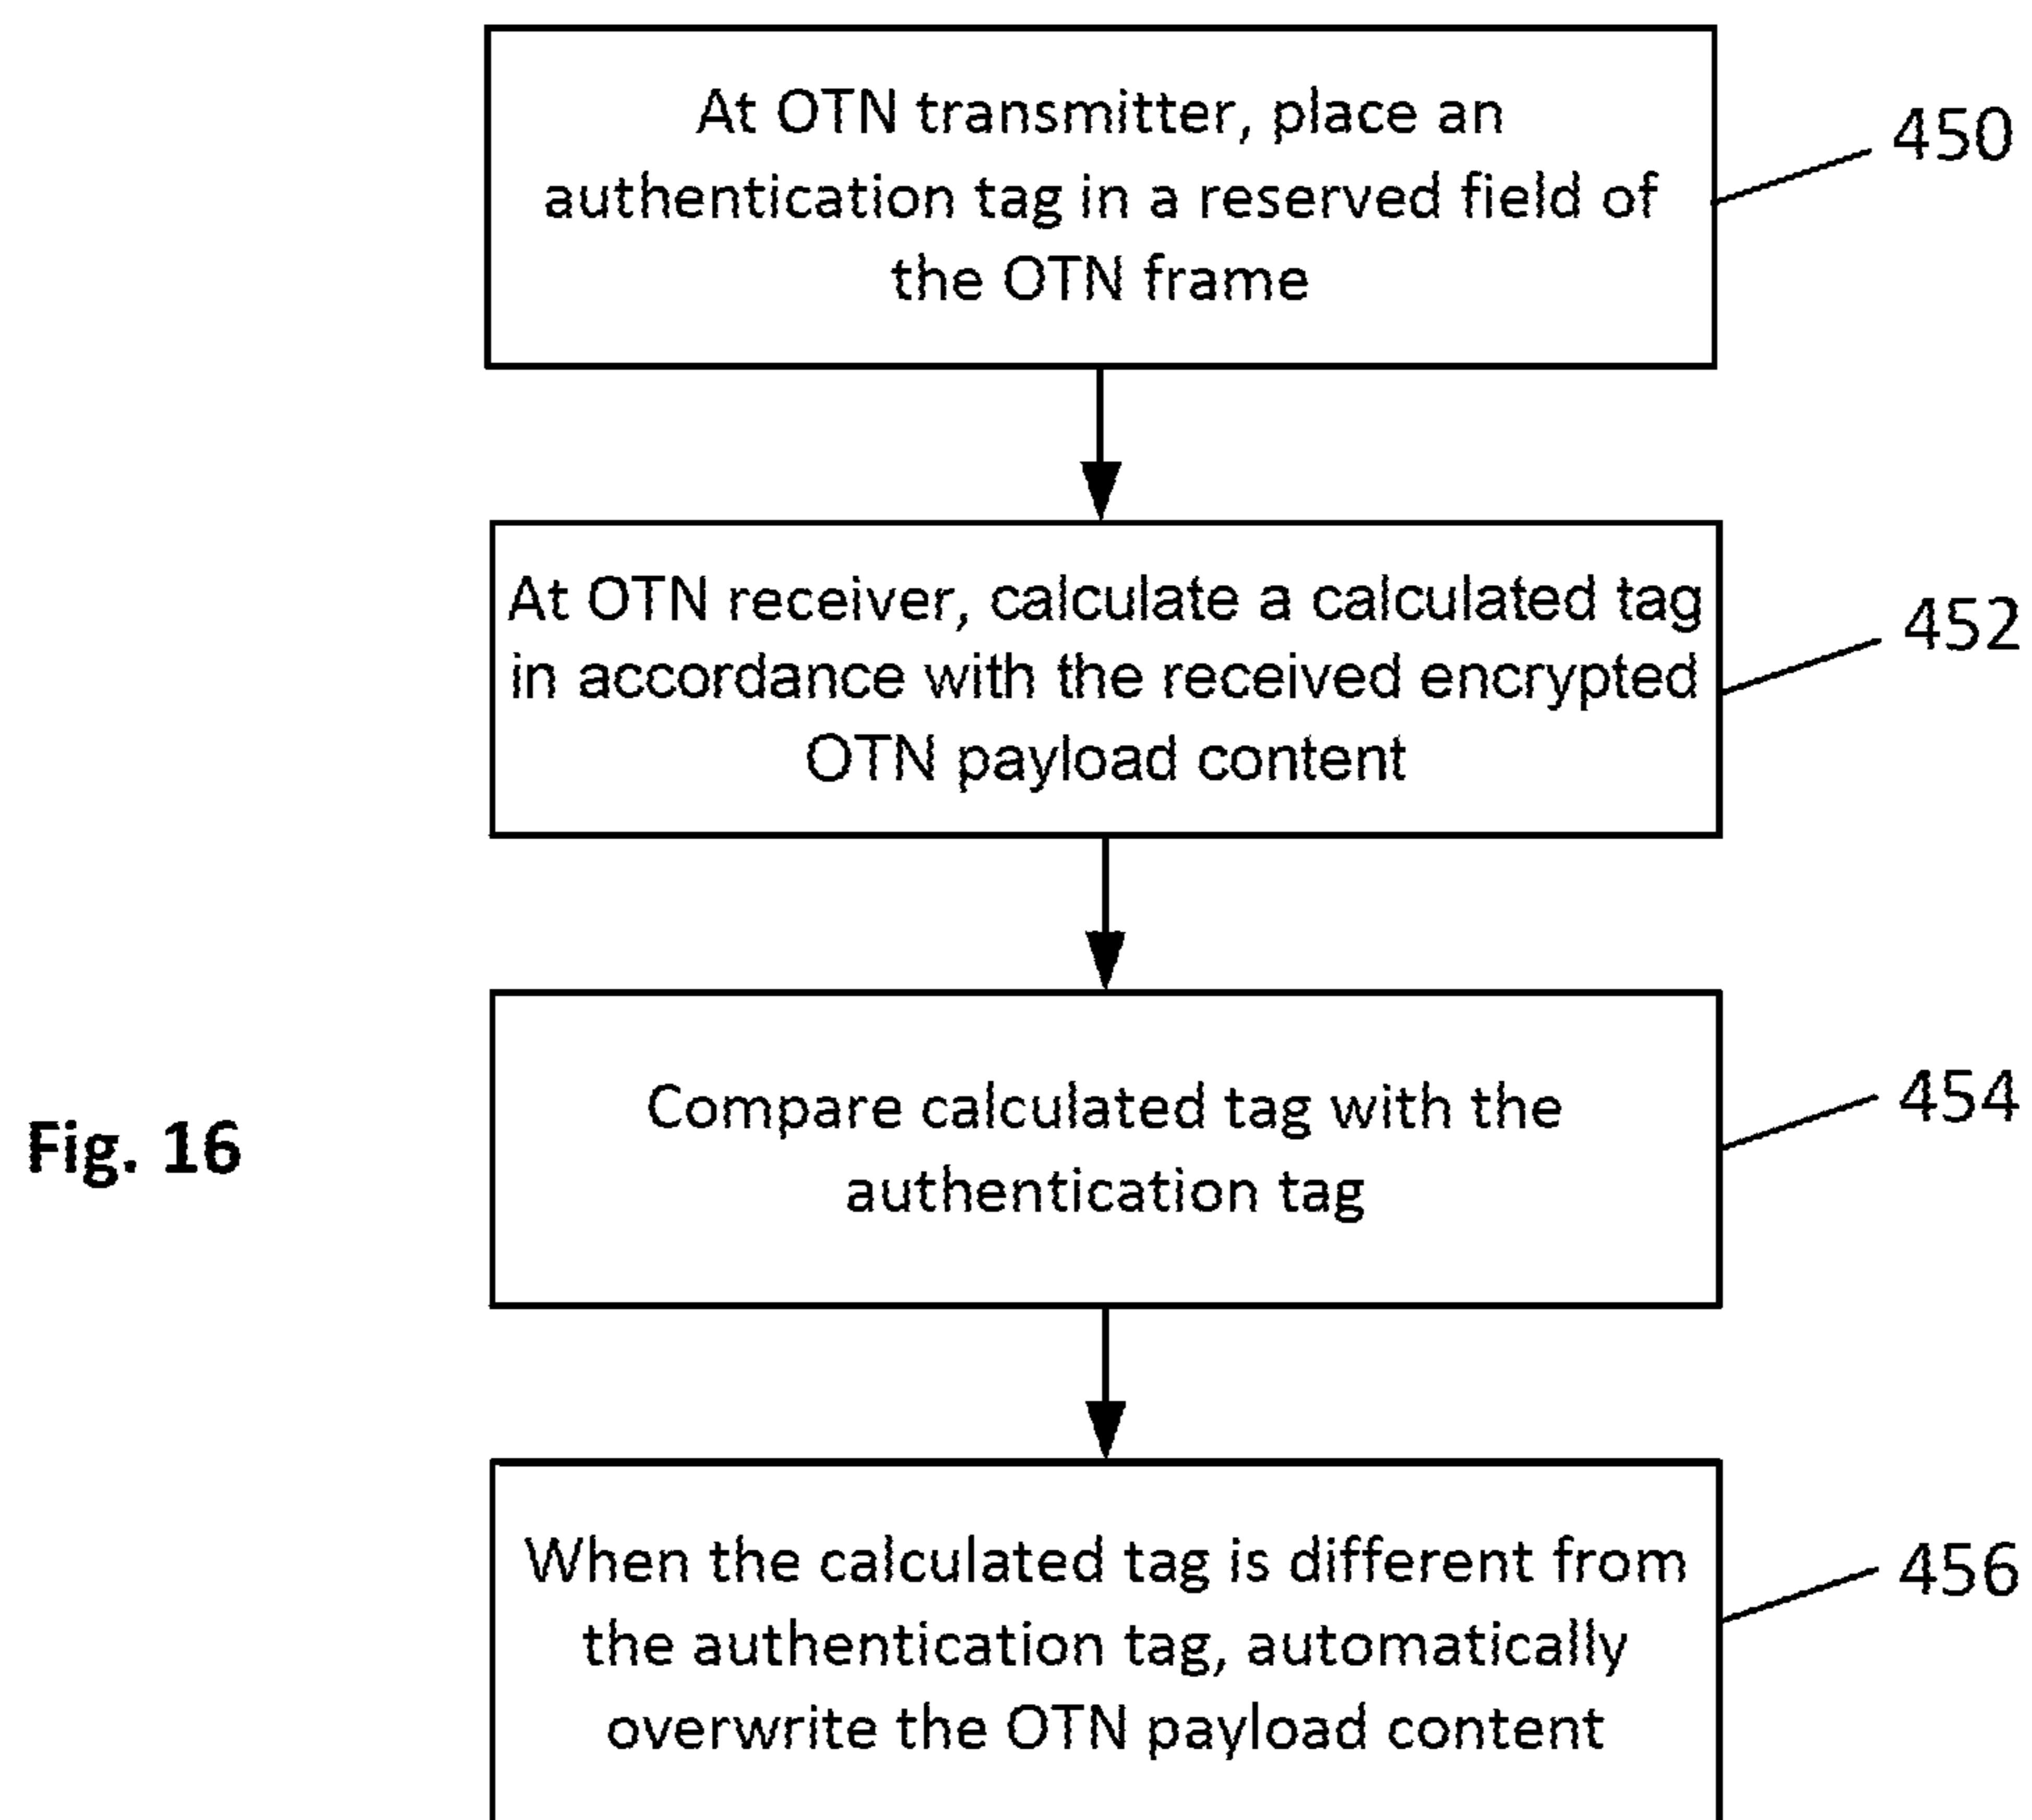 At OTN transmitter, place an
authentication tag in a reserved field of
the OTN frame
450
At OTN receiver, calculate a calculated tag
in accordance with the received encrypted
OTN payload content
452
Compare calculated tag with the
authentication tag
454
Fig. 16
When the calculated tag is different from
the authentication tag, automatically
overwrite the OTN payload content
456